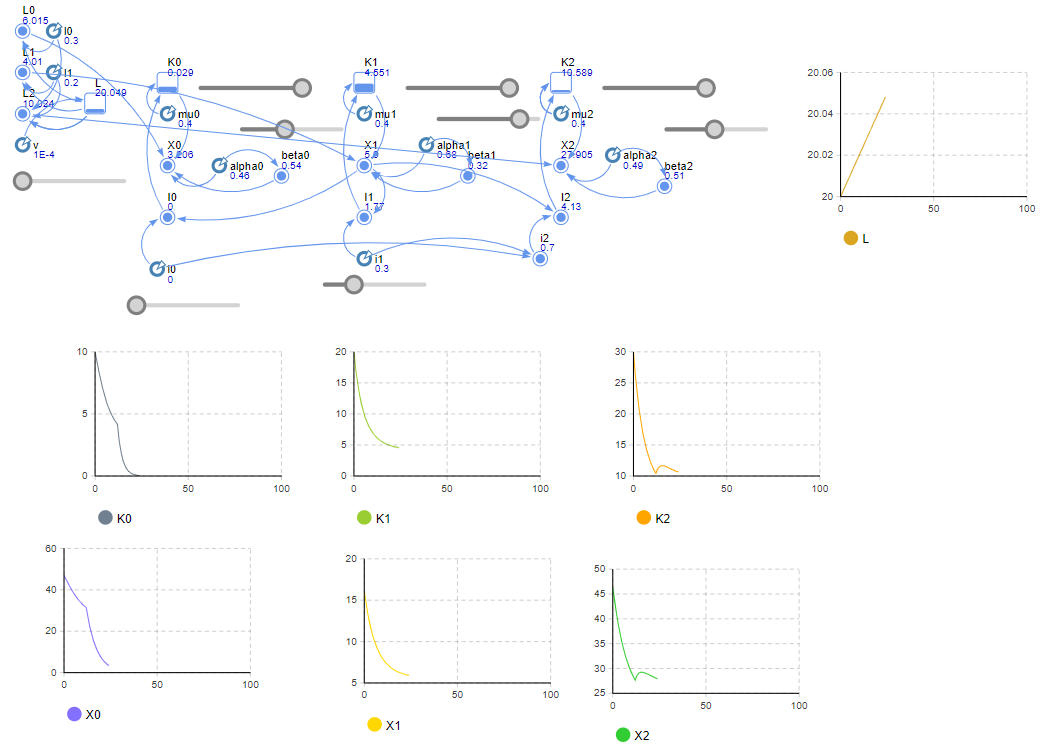 L0
6.015
l0
0.3
L1
4.01
l1
0.2
L2
10.024
L
20.049
v
1E-4
K0
0.029
mu0
0.4
X0
3.206
alpha0
0.46
beta0
0.54
I0
0
i0
0
K1
4.551
mu1
0.4
X1
alpha1
0.68
beta1
0.32
I1
1.77
i1
0.3
K2
10.589
mu2
0.4
X2
27.905
alpha2
0.49
beta2
0.51
I2
4.13
i2
0.7
20.06
20.04
20.02
20
0
50
100
L
10
5
0
0
50
100
K0
20
15
10
5
0
0
50
100
K1
30
25
20
15
10
0
50
100
K2
60
40
20
0
0
50
100
X0
20
15
10
5
0
50
100
X1
50
45
40
35
30
25
0
50
100
X2